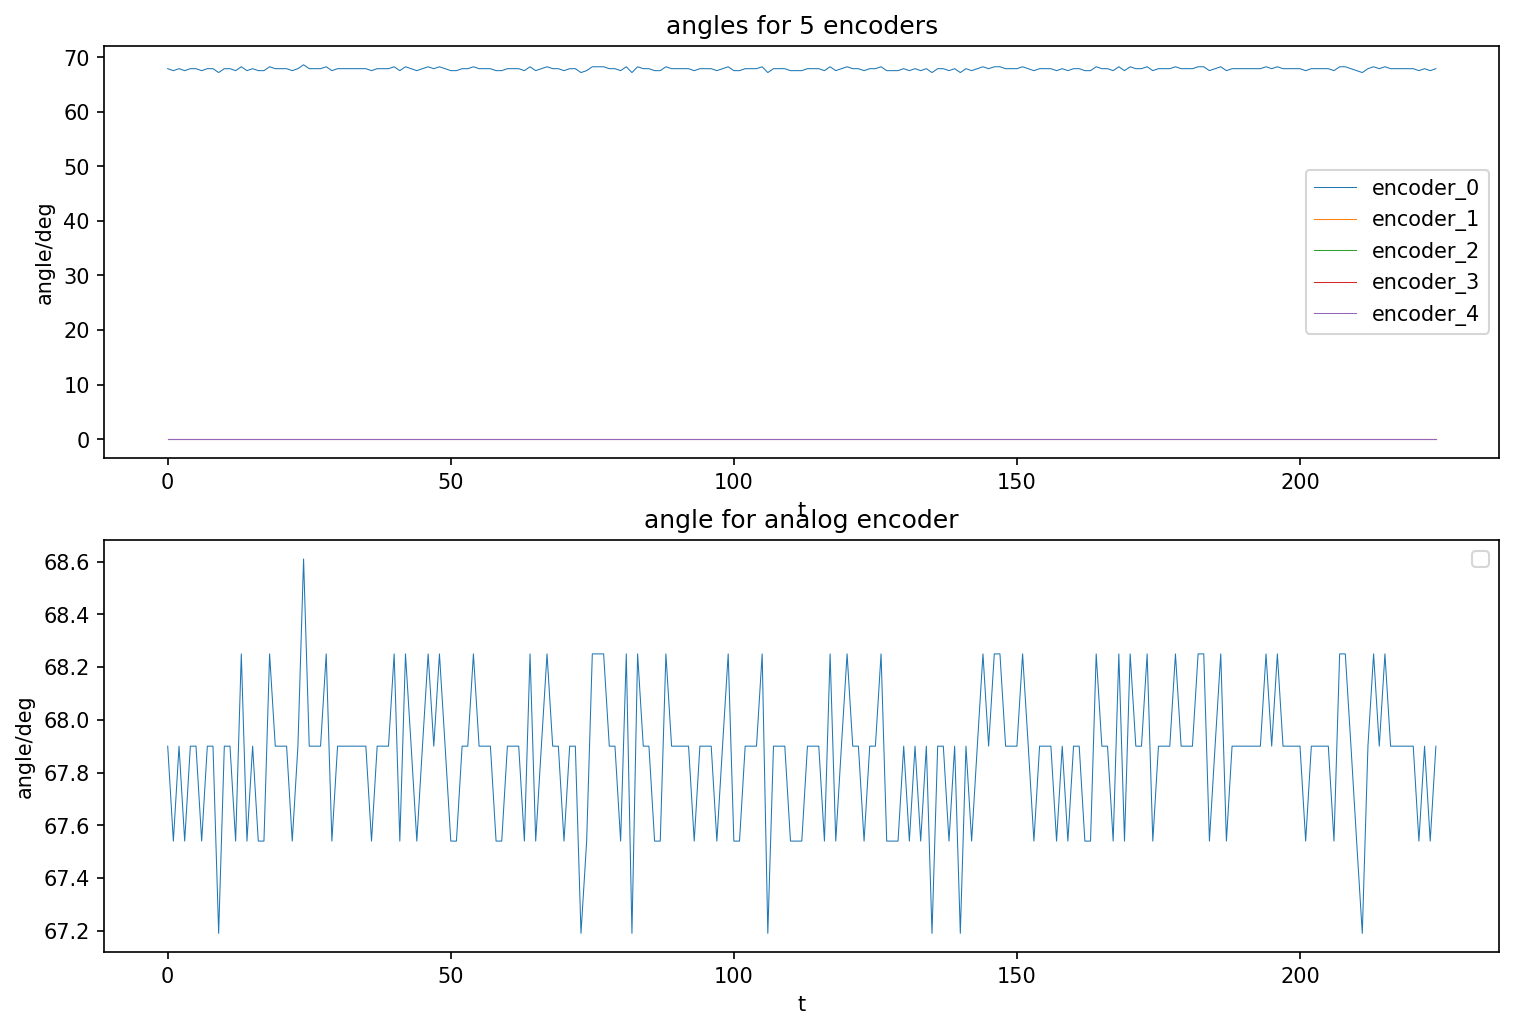 angles for 5 encoders
70
60
50
40
30
20
10
0
angle/deg
encoder_0
encoder_1
encoder_2
encoder_3
encoder_4
0 50 100 150 200
t
angle for analog encoder
68.6
68.4
68.2
68.0
67.8
67.6
67.4
67.2
angle/deg
0 50 100 150 200
t